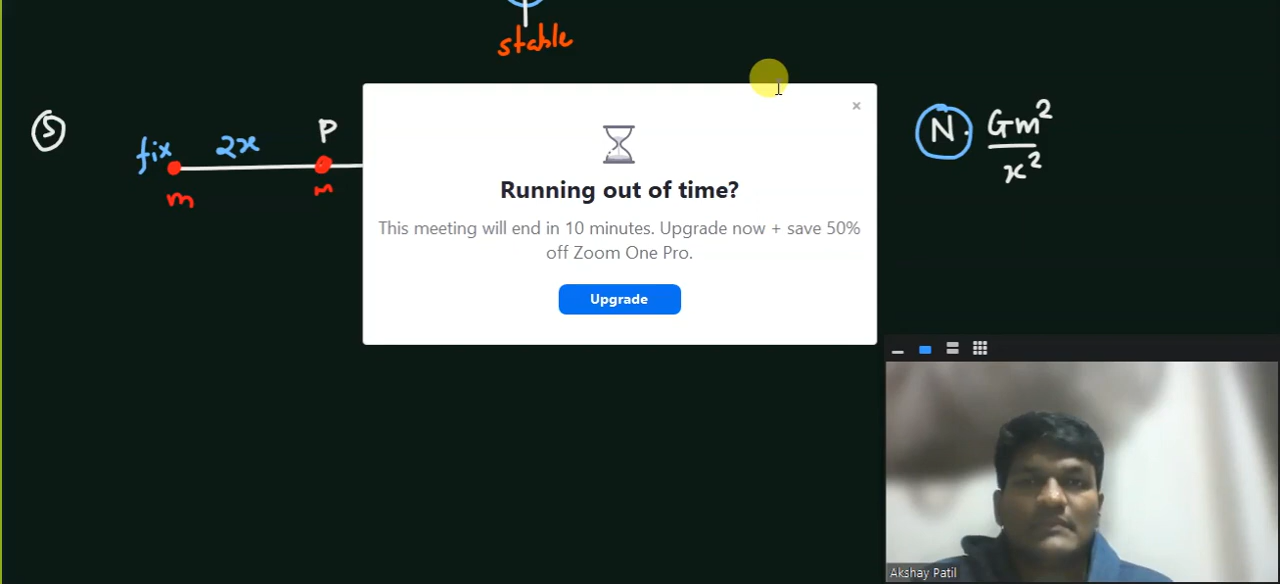 stable
5
fix 2x P
m m
N. Gm²
x²
×
Running out of time?
This meeting will end in 10 minutes. Upgrade now + save 50%
off Zoom One Pro.
Upgrade
Akshay Patil